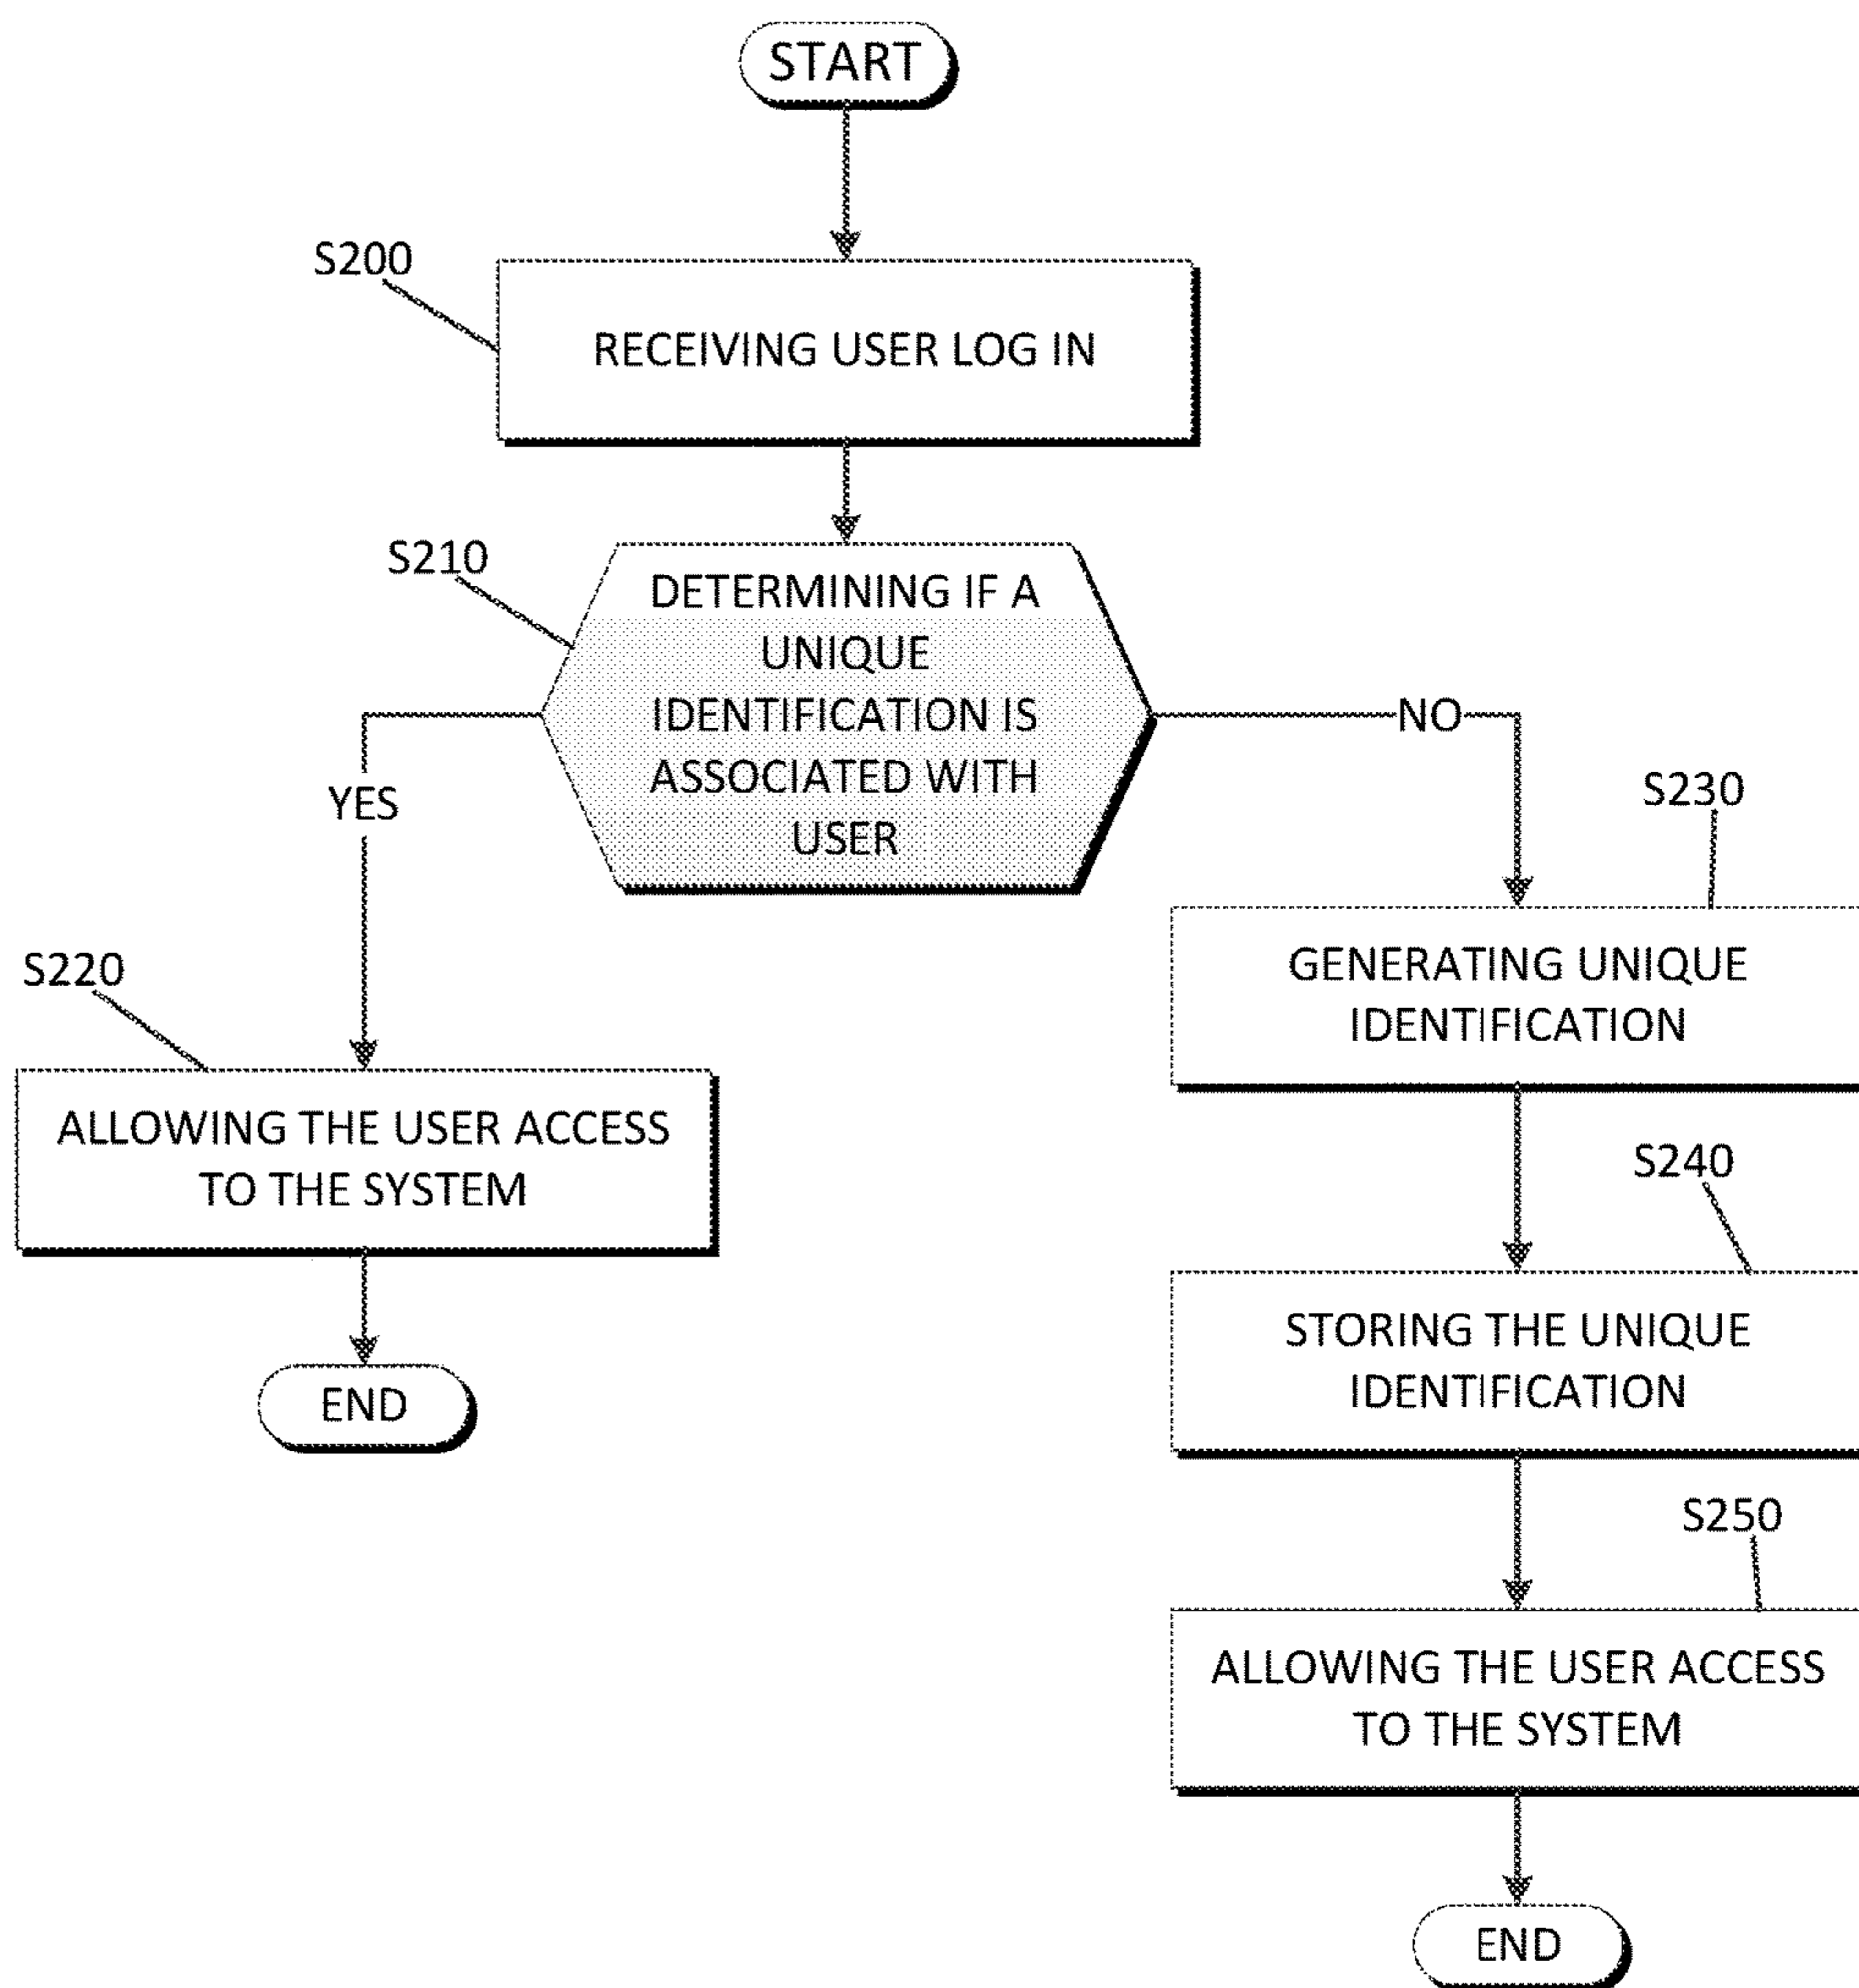 START
S200
RECEIVING USER LOG IN
S210
DETERMINING IF A
UNIQUE
IDENTIFICATION IS
ASSOCIATED WITH
USER
YES
NO
S220
ALLOWING THE USER ACCESS
TO THE SYSTEM
END
S230
GENERATING UNIQUE
IDENTIFICATION
S240
STORING THE UNIQUE
IDENTIFICATION
S250
ALLOWING THE USER ACCESS
TO THE SYSTEM
END